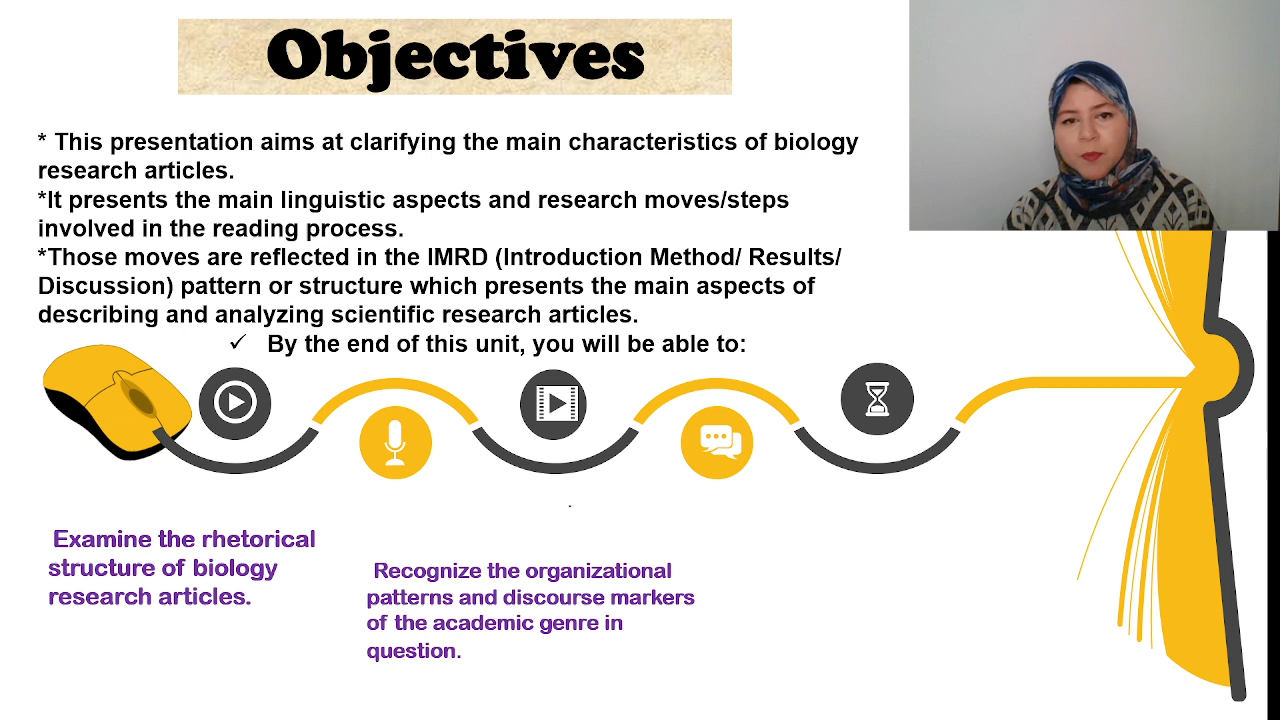 Objectives
* This presentation aims at clarifying the main characteristics of biology
research articles.
*It presents the main linguistic aspects and research moves/steps
involved in the reading process.
*Those moves are reflected in the IMRD (Introduction Method/ Results/
Discussion) pattern or structure which presents the main aspects of
describing and analyzing scientific research articles.
✓ By the end of this unit, you will be able to:
.
Examine the rhetorical
structure of biology
research articles.
Recognize the organizational
patterns and discourse markers
of the academic genre in
question.